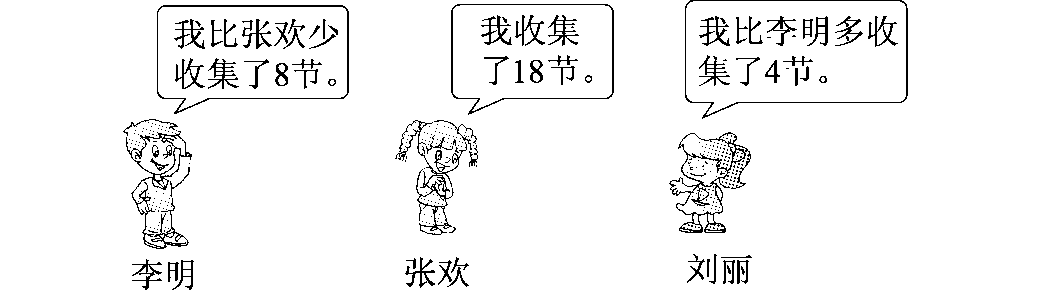 我比张欢少
收集了8节。
我收集
了18节。
我比李明多收
集了4节。
李明
张欢
刘丽